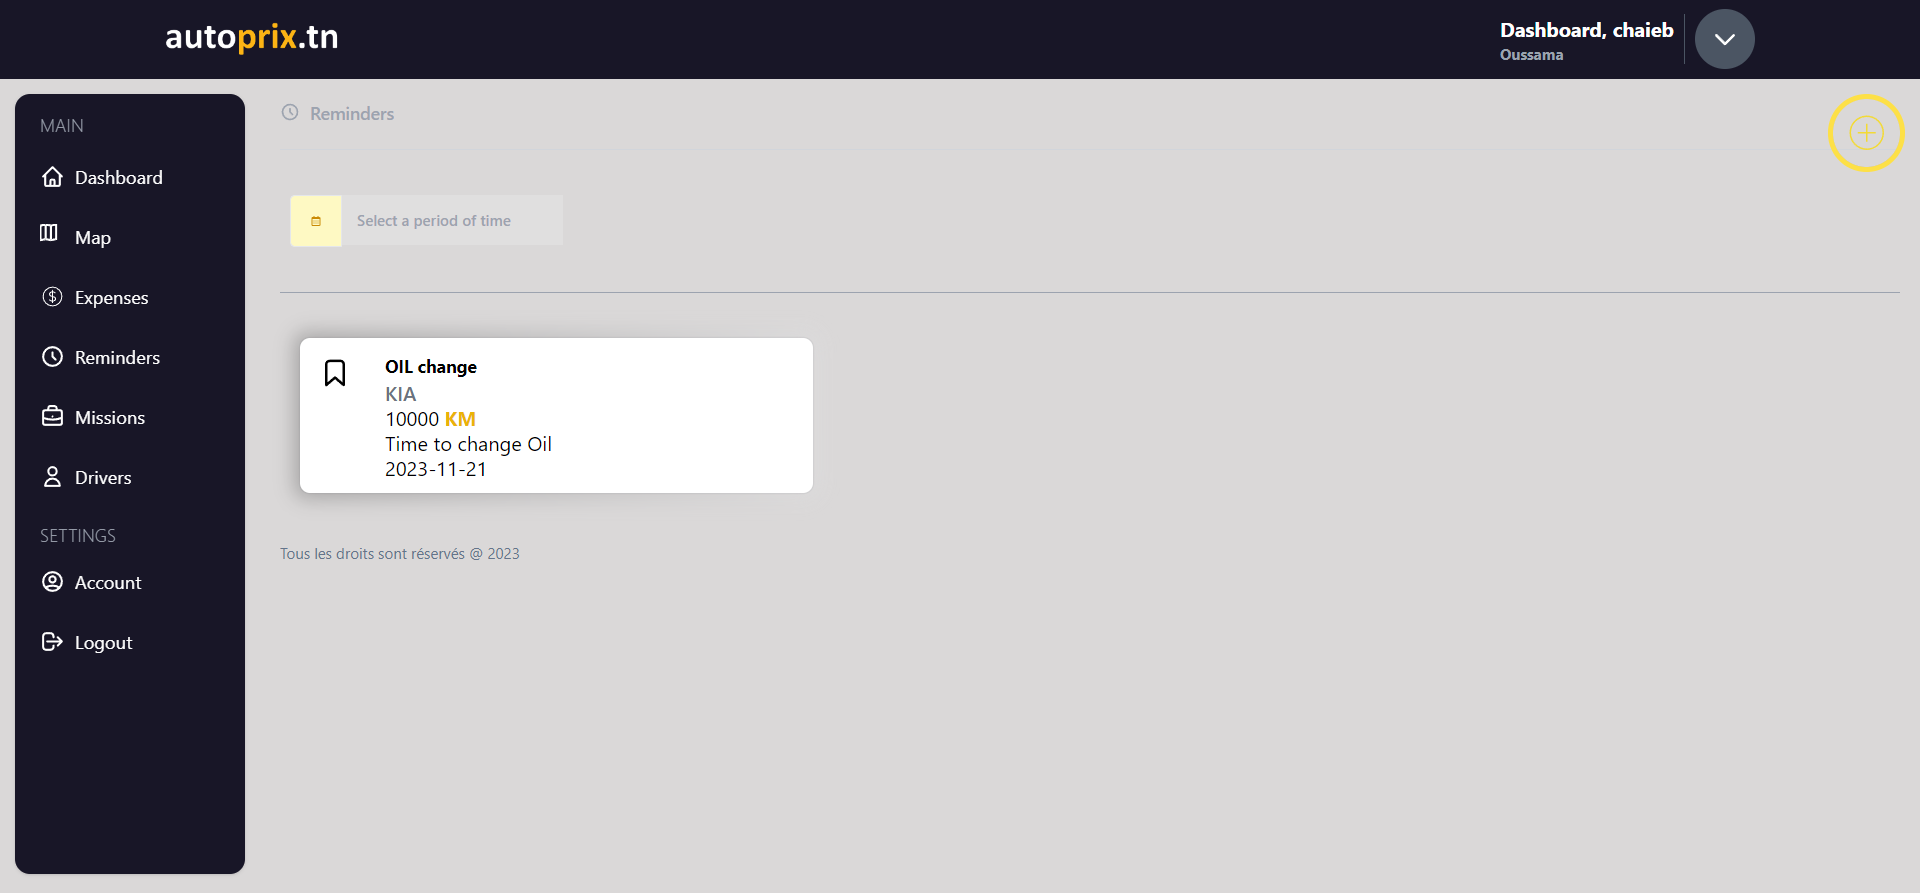 autoprix.tn
Dashboard, chaieb
Oussama
MAIN
Dashboard
Map
Expenses
Reminders
Missions
Drivers
SETTINGS
Account
Logout
Reminders
Select a period of time
OIL change
KIA
10000 KM
Time to change Oil
2023-11-21
Tous les droits sont réservés @ 2023